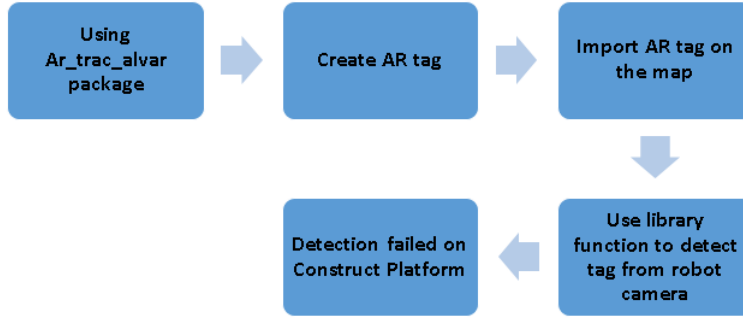 Using
Ar_trac_alvar
package
Create AR tag
Import AR tag on
the map
Use library
function to detect
tag from robot
camera
Detection failed on
Construct Platform